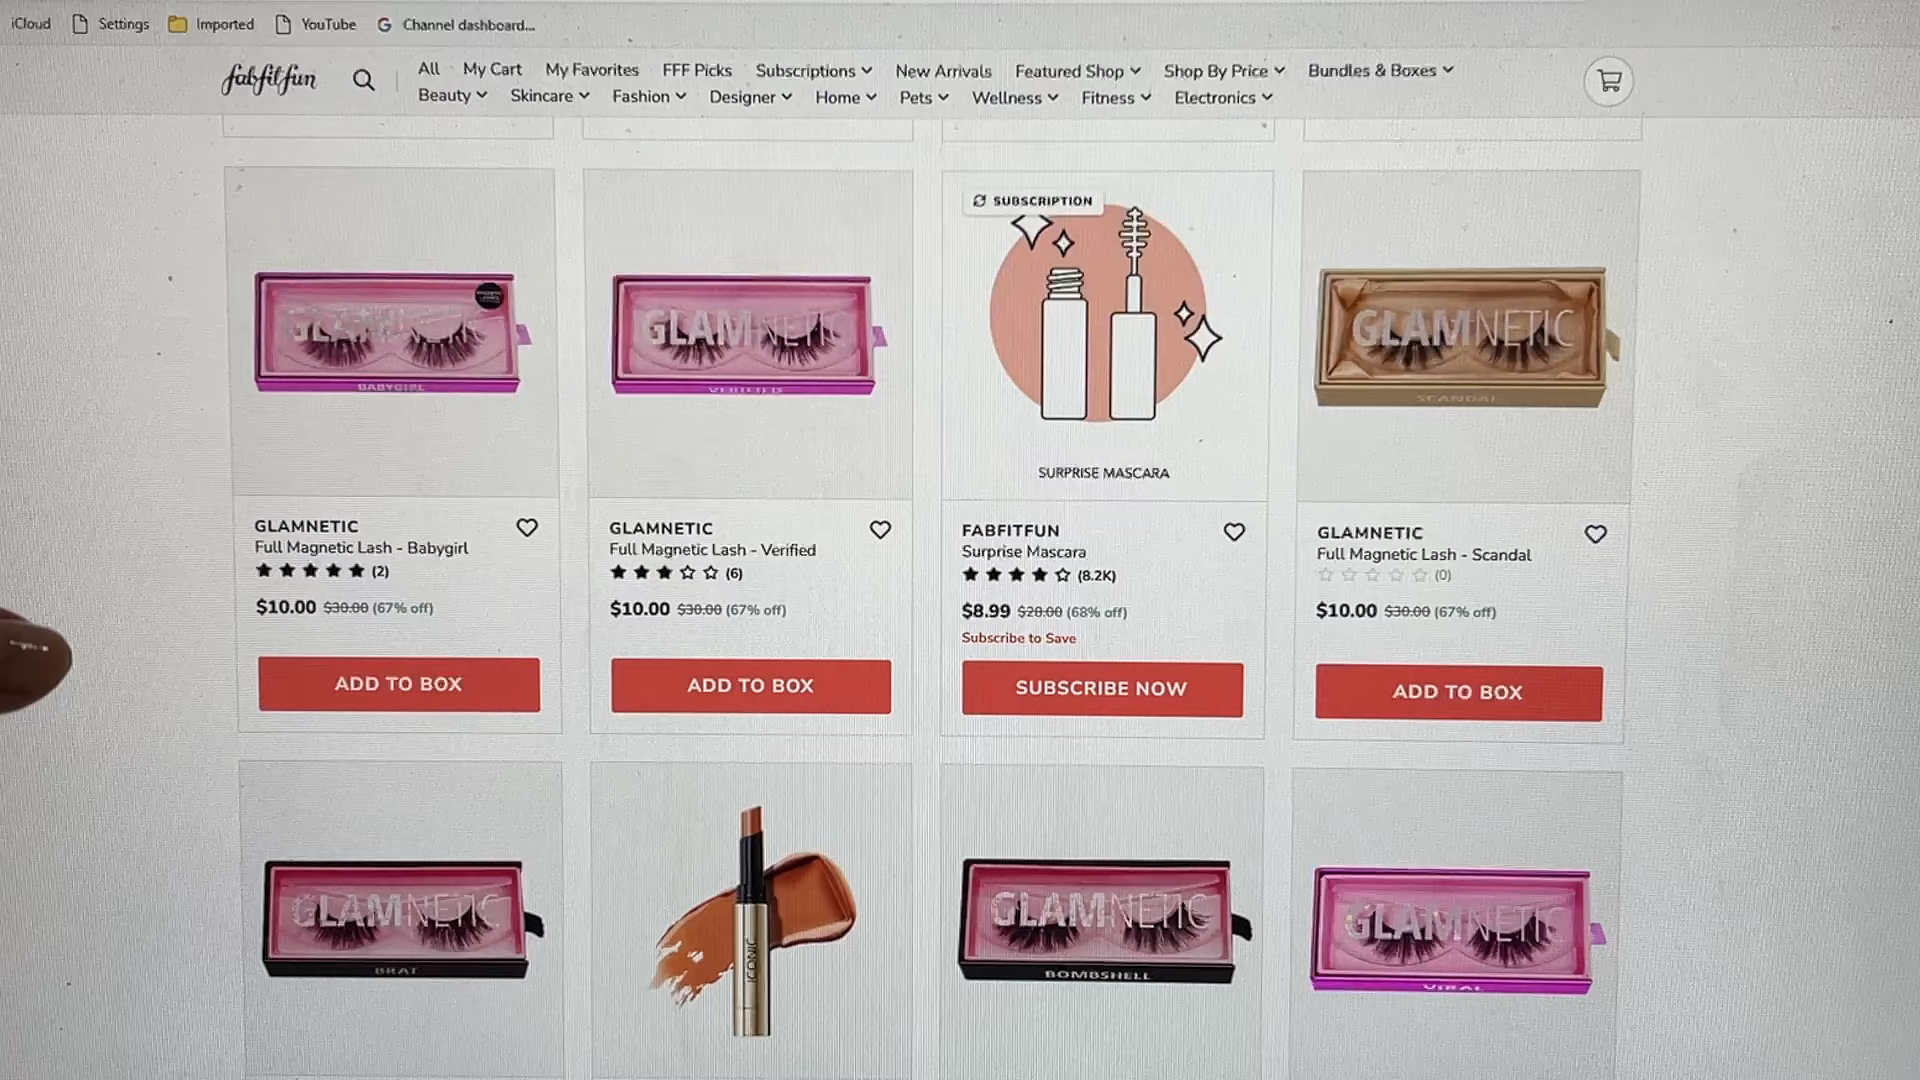 iCloud Settings Imported YouTube Channel dashboard...
fabfitfun All My Cart My Favorites FFF Picks Subscriptions New Arrivals Featured Shop Shop By Price Bundles & Boxes
Beauty Skincare Fashion Designer Home Pets Wellness Fitness Electronics
SUBSCRIPTION
GLAMNETIC GLAMNETIC GLAMNETIC
BABYGIRL VERIFIED SCANDAL
SURPRISE MASCARA
GLAMNETIC
Full Magnetic Lash - Babygirl
(2)
$10.00 $30.00 (67% off)
ADD TO BOX
GLAMNETIC
Full Magnetic Lash - Verified
(6)
$10.00 $30.00 (67% off)
ADD TO BOX
FABFITFUN
Surprise Mascara
(8.2K)
$8.99 $28.00 (68% off)
Subscribe to Save
SUBSCRIBE NOW
GLAMNETIC
Full Magnetic Lash - Scandal
(0)
$10.00 $30.00 (67% off)
ADD TO BOX
GLAMNETIC ICONIC GLAMNETIC GLAMNETIC
BRAT BOMBSHELL VIRAL